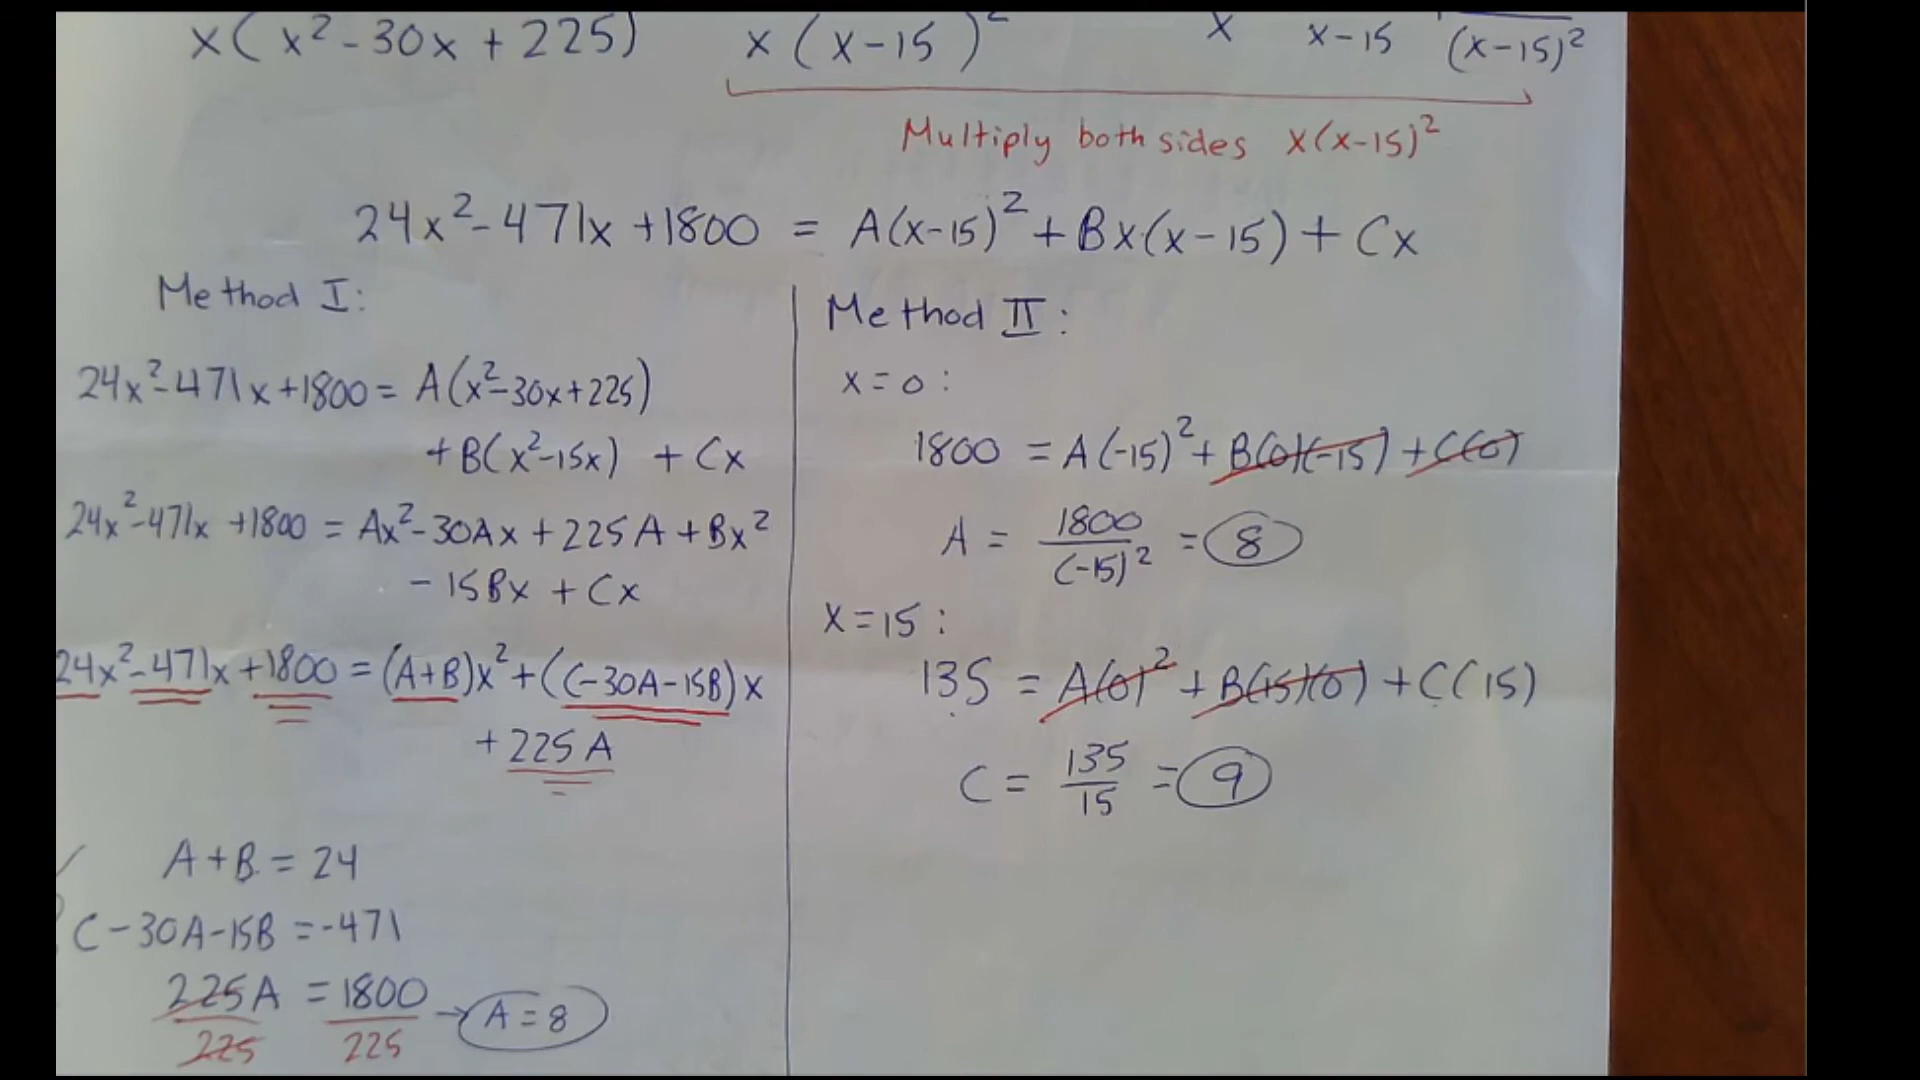 x(x²-30x+225) x(x-15)² x x-15 (x-15)²
Multiply both sides x(x-15)²
24x²-471x+1800 = A(x-15)²+Bx(x-15)+Cx
Method I:
24x²-471x+1800= A(x²-30x+225)
+B(x²-15x) + Cx
24x²-471x +1800 = Ax²-30Ax+225A+Bx²
- 15Bx + Cx
24x²-471x+1800=(A+B)x²+(C-30A-15B)x
+ 225A
A+B = 24
C-30A-15B =-471
225A = 1800 → A=8
225 225
Method II:
x=0:
1800 = A(-15)²+B(0)(-15)+C(0)
A = 1800/(-15)² = 8
x=15:
135 = A(0)²+B(15)(0)+C(15)
C = 135/15 = 9